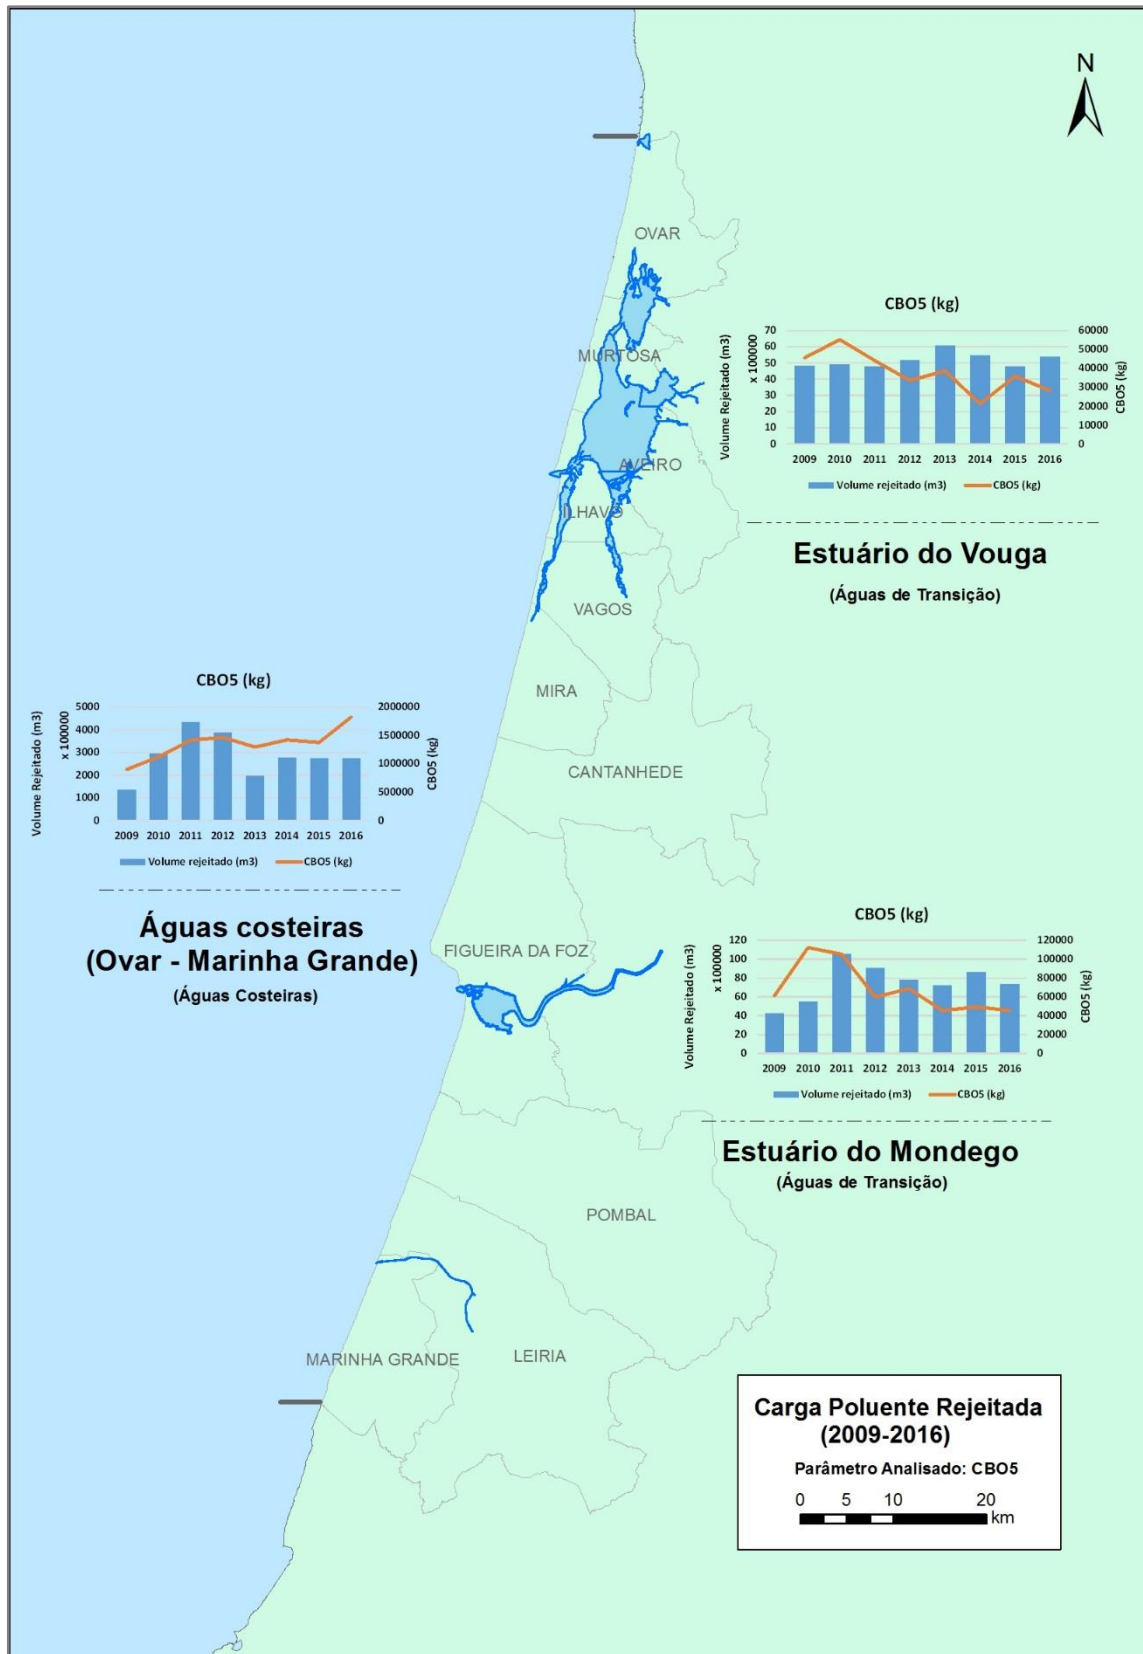 N
OVAR
MURTOSA
AVEIRO
ILHAVO
VAGOS
MIRA
CANTANHEDE
FIGUEIRA DA FOZ
POMBAL
MARINHA GRANDE
LEIRIA
CBO5 (kg)
Volume Rejeitado (m3)
x 100000
70
60
50
40
30
20
10
0
60000
50000
40000
30000
20000
10000
0
CBO5 (kg)
2009 2010 2011 2012 2013 2014 2015 2016
Volume rejeitado (m3) CBO5 (kg)
Estuário do Vouga
(Águas de Transição)
CBO5 (kg)
Volume Rejeitado (m3)
x 100000
5000
4000
3000
2000
1000
0
2000000
1500000
1000000
500000
0
CBO5 (kg)
2009 2010 2011 2012 2013 2014 2015 2016
Volume rejeitado (m3) CBO5 (kg)
Águas costeiras
(Ovar - Marinha Grande)
(Águas Costeiras)
CBO5 (kg)
Volume Rejeitado (m3)
x 100000
120
100
80
60
40
20
0
120000
100000
80000
60000
40000
20000
0
CBO5 (kg)
2009 2010 2011 2012 2013 2014 2015 2016
Volume rejeitado (m3) CBO5 (kg)
Estuário do Mondego
(Águas de Transição)
Carga Poluente Rejeitada
(2009-2016)
Parâmetro Analisado: CBO5
0 5 10 20
km